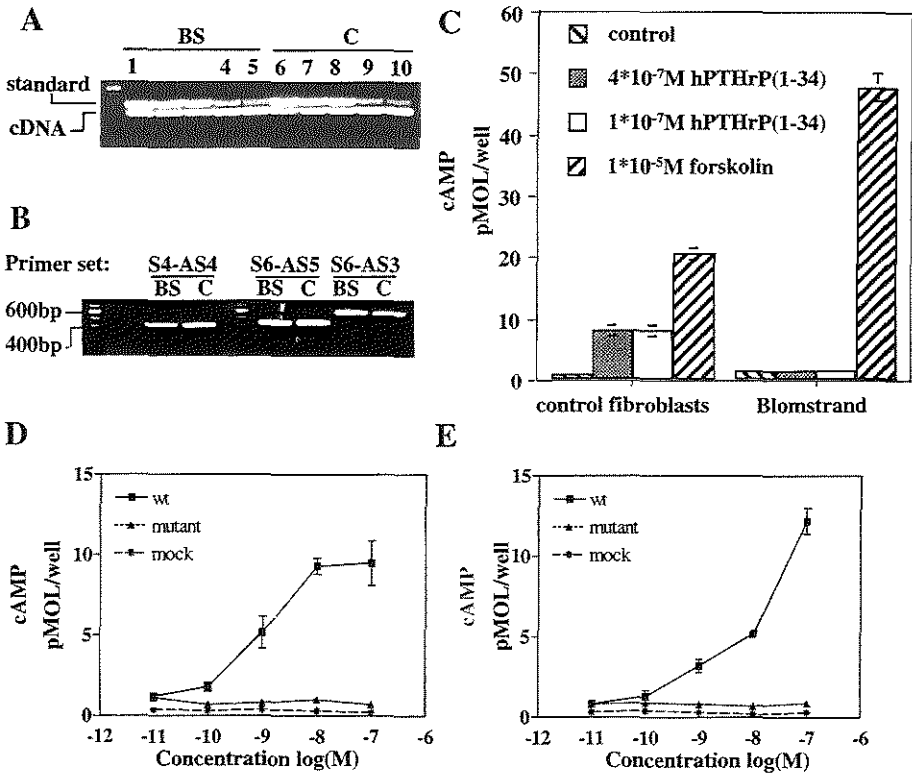 A
BS C
1 4 5 6 7 8 9 10
standard
cDNA
B
Primer set: S4-AS4 S6-AS5 S6-AS3
BS C BS C BS C
600bp
400bp
C
cAMP
pMOL/well
60
50
40
30
20
10
0
control
4*10-7M hPTHrP(1-34)
1*10-7M hPTHrP(1-34)
1*10-5M forskolin
control fibroblasts Blomstrand
D
cAMP
pMOL/well
15
10
5
0
wt
mutant
mock
-12 -11 -10 -9 -8 -7 -6
Concentration log(M)
E
cAMP
pMOL/well
15
10
5
0
wt
mutant
mock
-12 -11 -10 -9 -8 -7 -6
Concentration log(M)